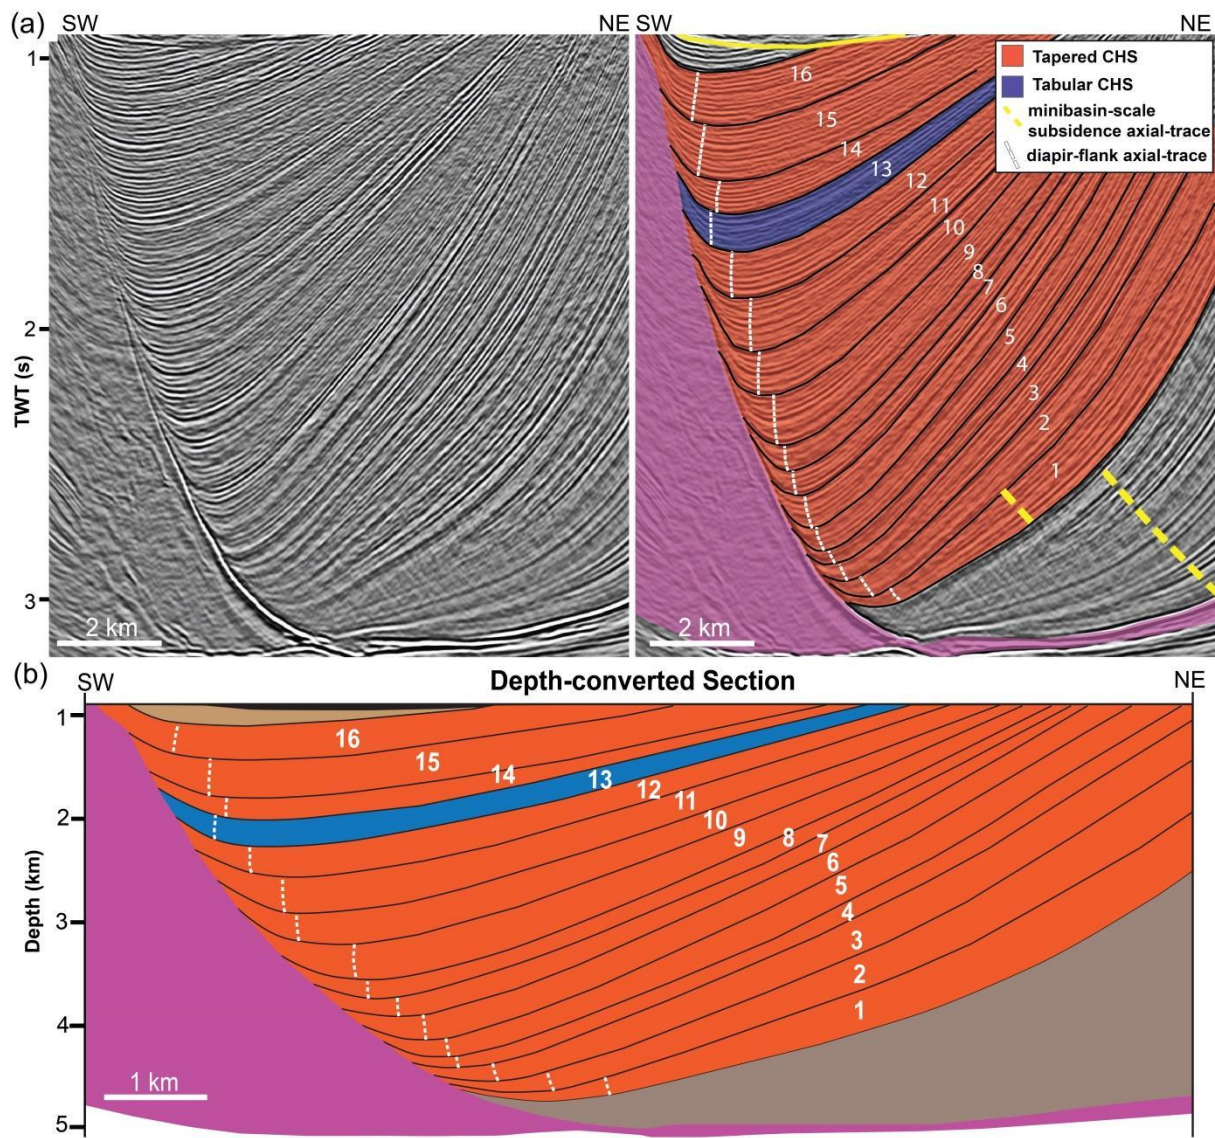 (a)
SW
NE
SW
NE
1
2
3
TWT (s)
2 km
Tapered CHS
Tabular CHS
minibasin-scale
subsidence axial-trace
diapir-flank axial-trace
16
15
14
13
12
11
10
9
8
7
6
5
4
3
2
1
2 km
(b)
SW
Depth-converted Section
NE
1
2
3
4
5
Depth (km)
16
15
14
13
12
11
10
9
8
7
6
5
4
3
2
1
1 km